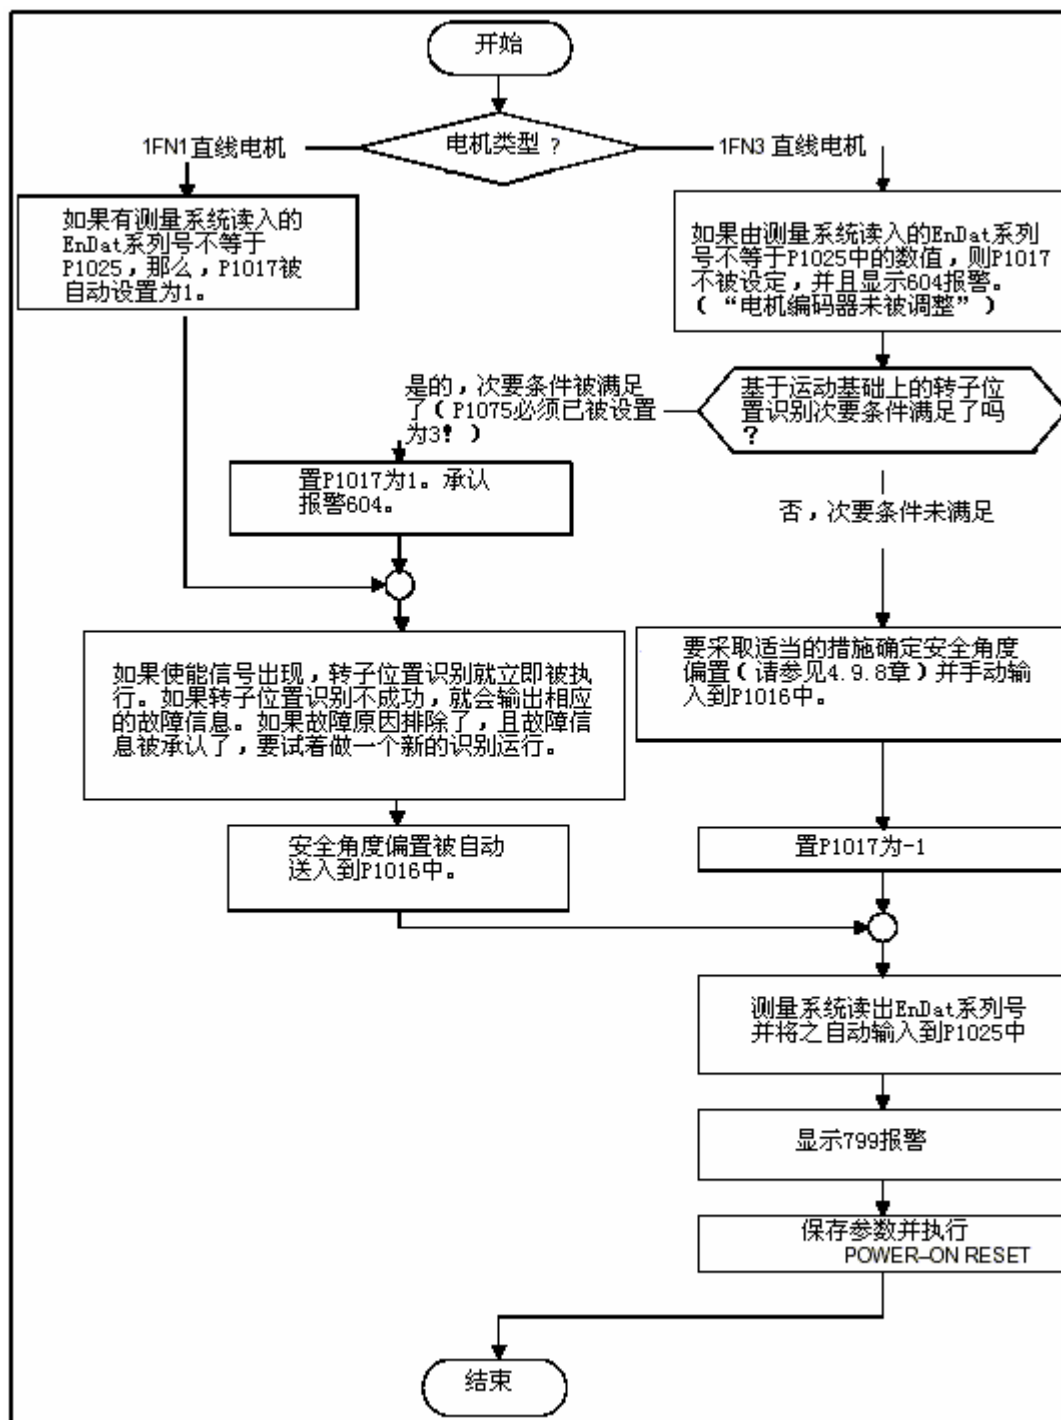 开始
电机类型？
1FN1直线电机
1FN3 直线电机
如果有测量系统读入的
EnDat系列号不等于
P1025，那么，P1017被
自动设置为1。
如果由测量系统读入的EnDat系列
号不等于P1025中的数值，则P1017
不被设定，并且显示604报警。
（“电机编码器未被调整”）
是的，次要条件被满足
了（P1075必须已被设置
为3！）
基于运动基础上的转子位
置识别次要条件满足了吗
？
置P1017为1。承认
报警604。
否，次要条件未满足
如果使能信号出现，转子位置识别就立即被执
行。如果转子位置识别不成功，就会输出相应
的故障信息。如果故障原因排除了，且故障信
息被承认了，要试着做一个新的识别运行。
要采取适当的措施确定安全角度
偏置（请参见4.9.8章）并手动输
入到P1016中。
安全角度偏置被自动
送入到P1016中。
置P1017为-1
测量系统读出EnDat系列号
并将之自动输入到P1025中
显示799报警
保存参数并执行
POWER–ON RESET
结束